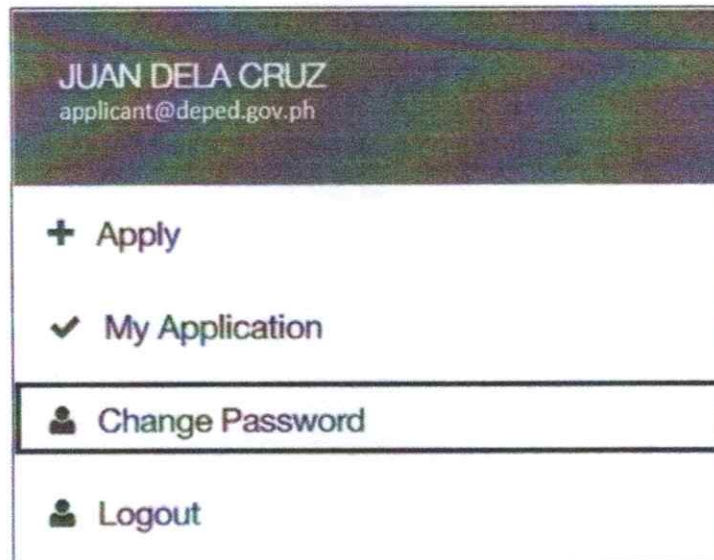 JUAN DELA CRUZ
applicant@deped.gov.ph
Apply
My Application
Change Password
Logout